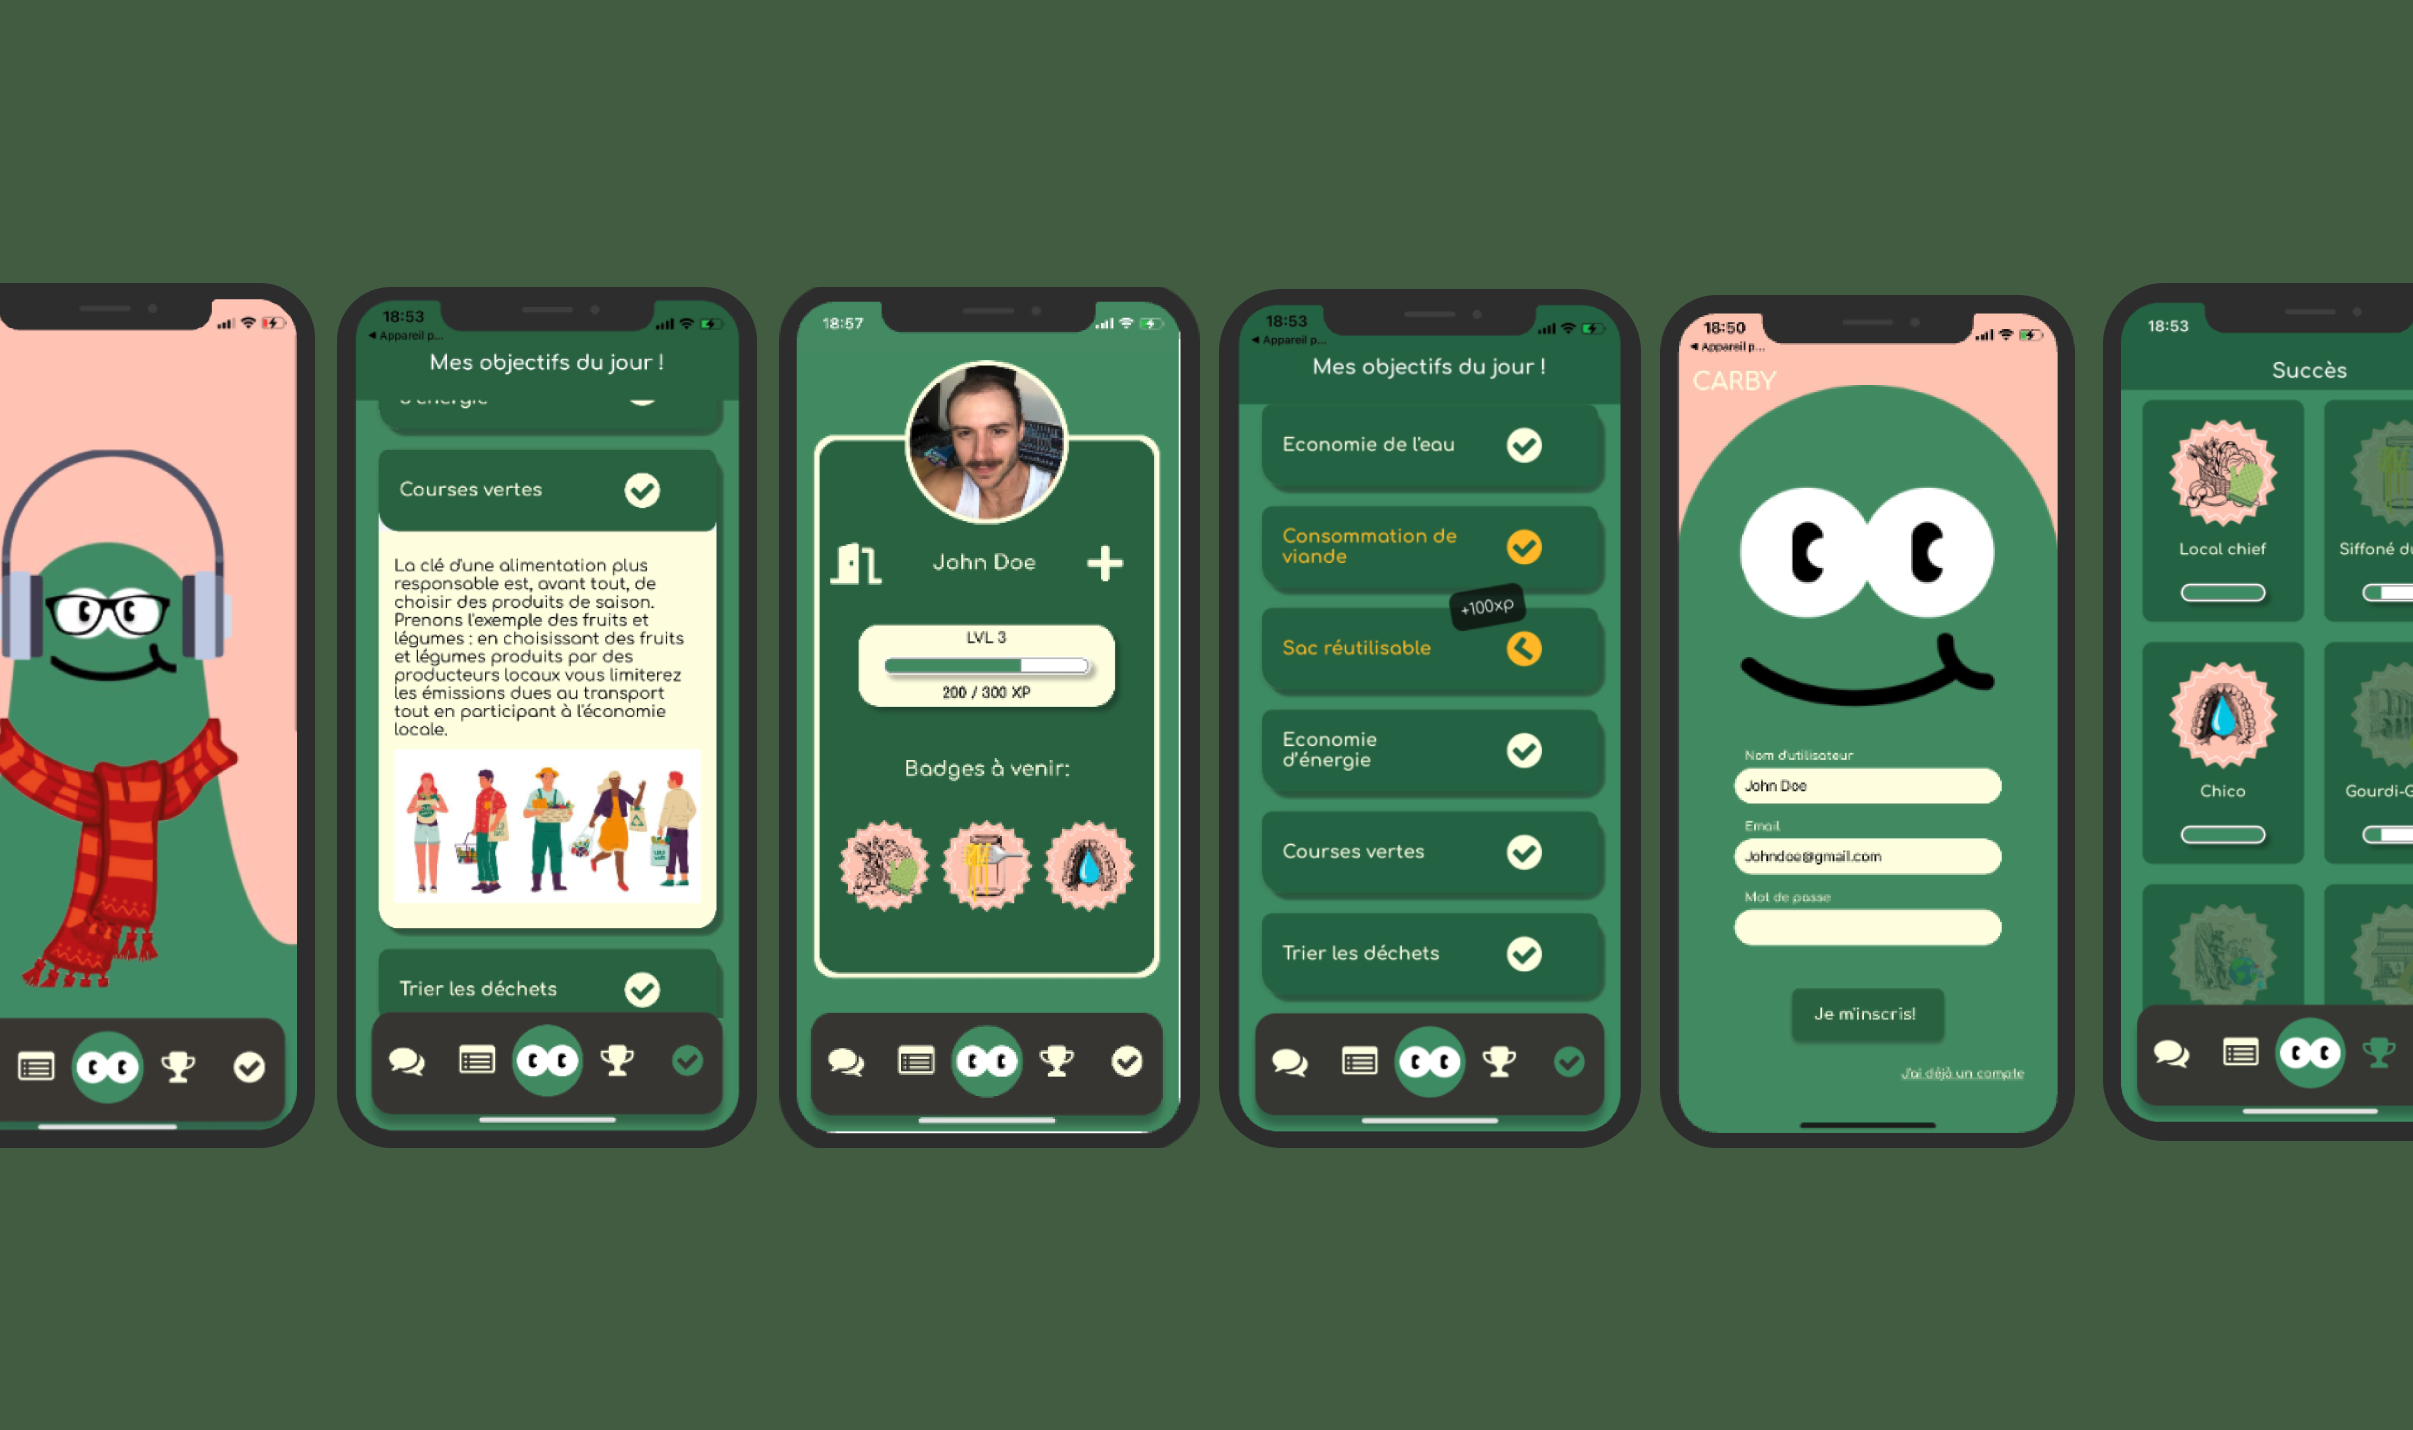 18:53
Appareil p...
Mes objectifs du jour !
Courses vertes
La clé d'une alimentation plus
responsable est, avant tout, de
choisir des produits de saison.
Prenons l'exemple des fruits et
légumes : en choisissant des fruits
et légumes produits par des
producteurs locaux vous limiterez
les émissions dues au transport
tout en participant à l'économie
locale.
Trier les déchets
18:57
John Doe
LVL 3
200 / 300 XP
Badges à venir:
18:53
Appareil p...
Mes objectifs du jour !
Economie de l'eau
Consommation de
viande
+100xp
Sac réutilisable
Economie
d'énergie
Courses vertes
Trier les déchets
18:50
Appareil p...
CARBY
Nom d'utilisateur
John Doe
Email
Johndoe@gmail.com
Mot de passe
Je m'inscris!
J'ai déjà un compte
18:53
Succès
Local chief
Siffoné
Chico